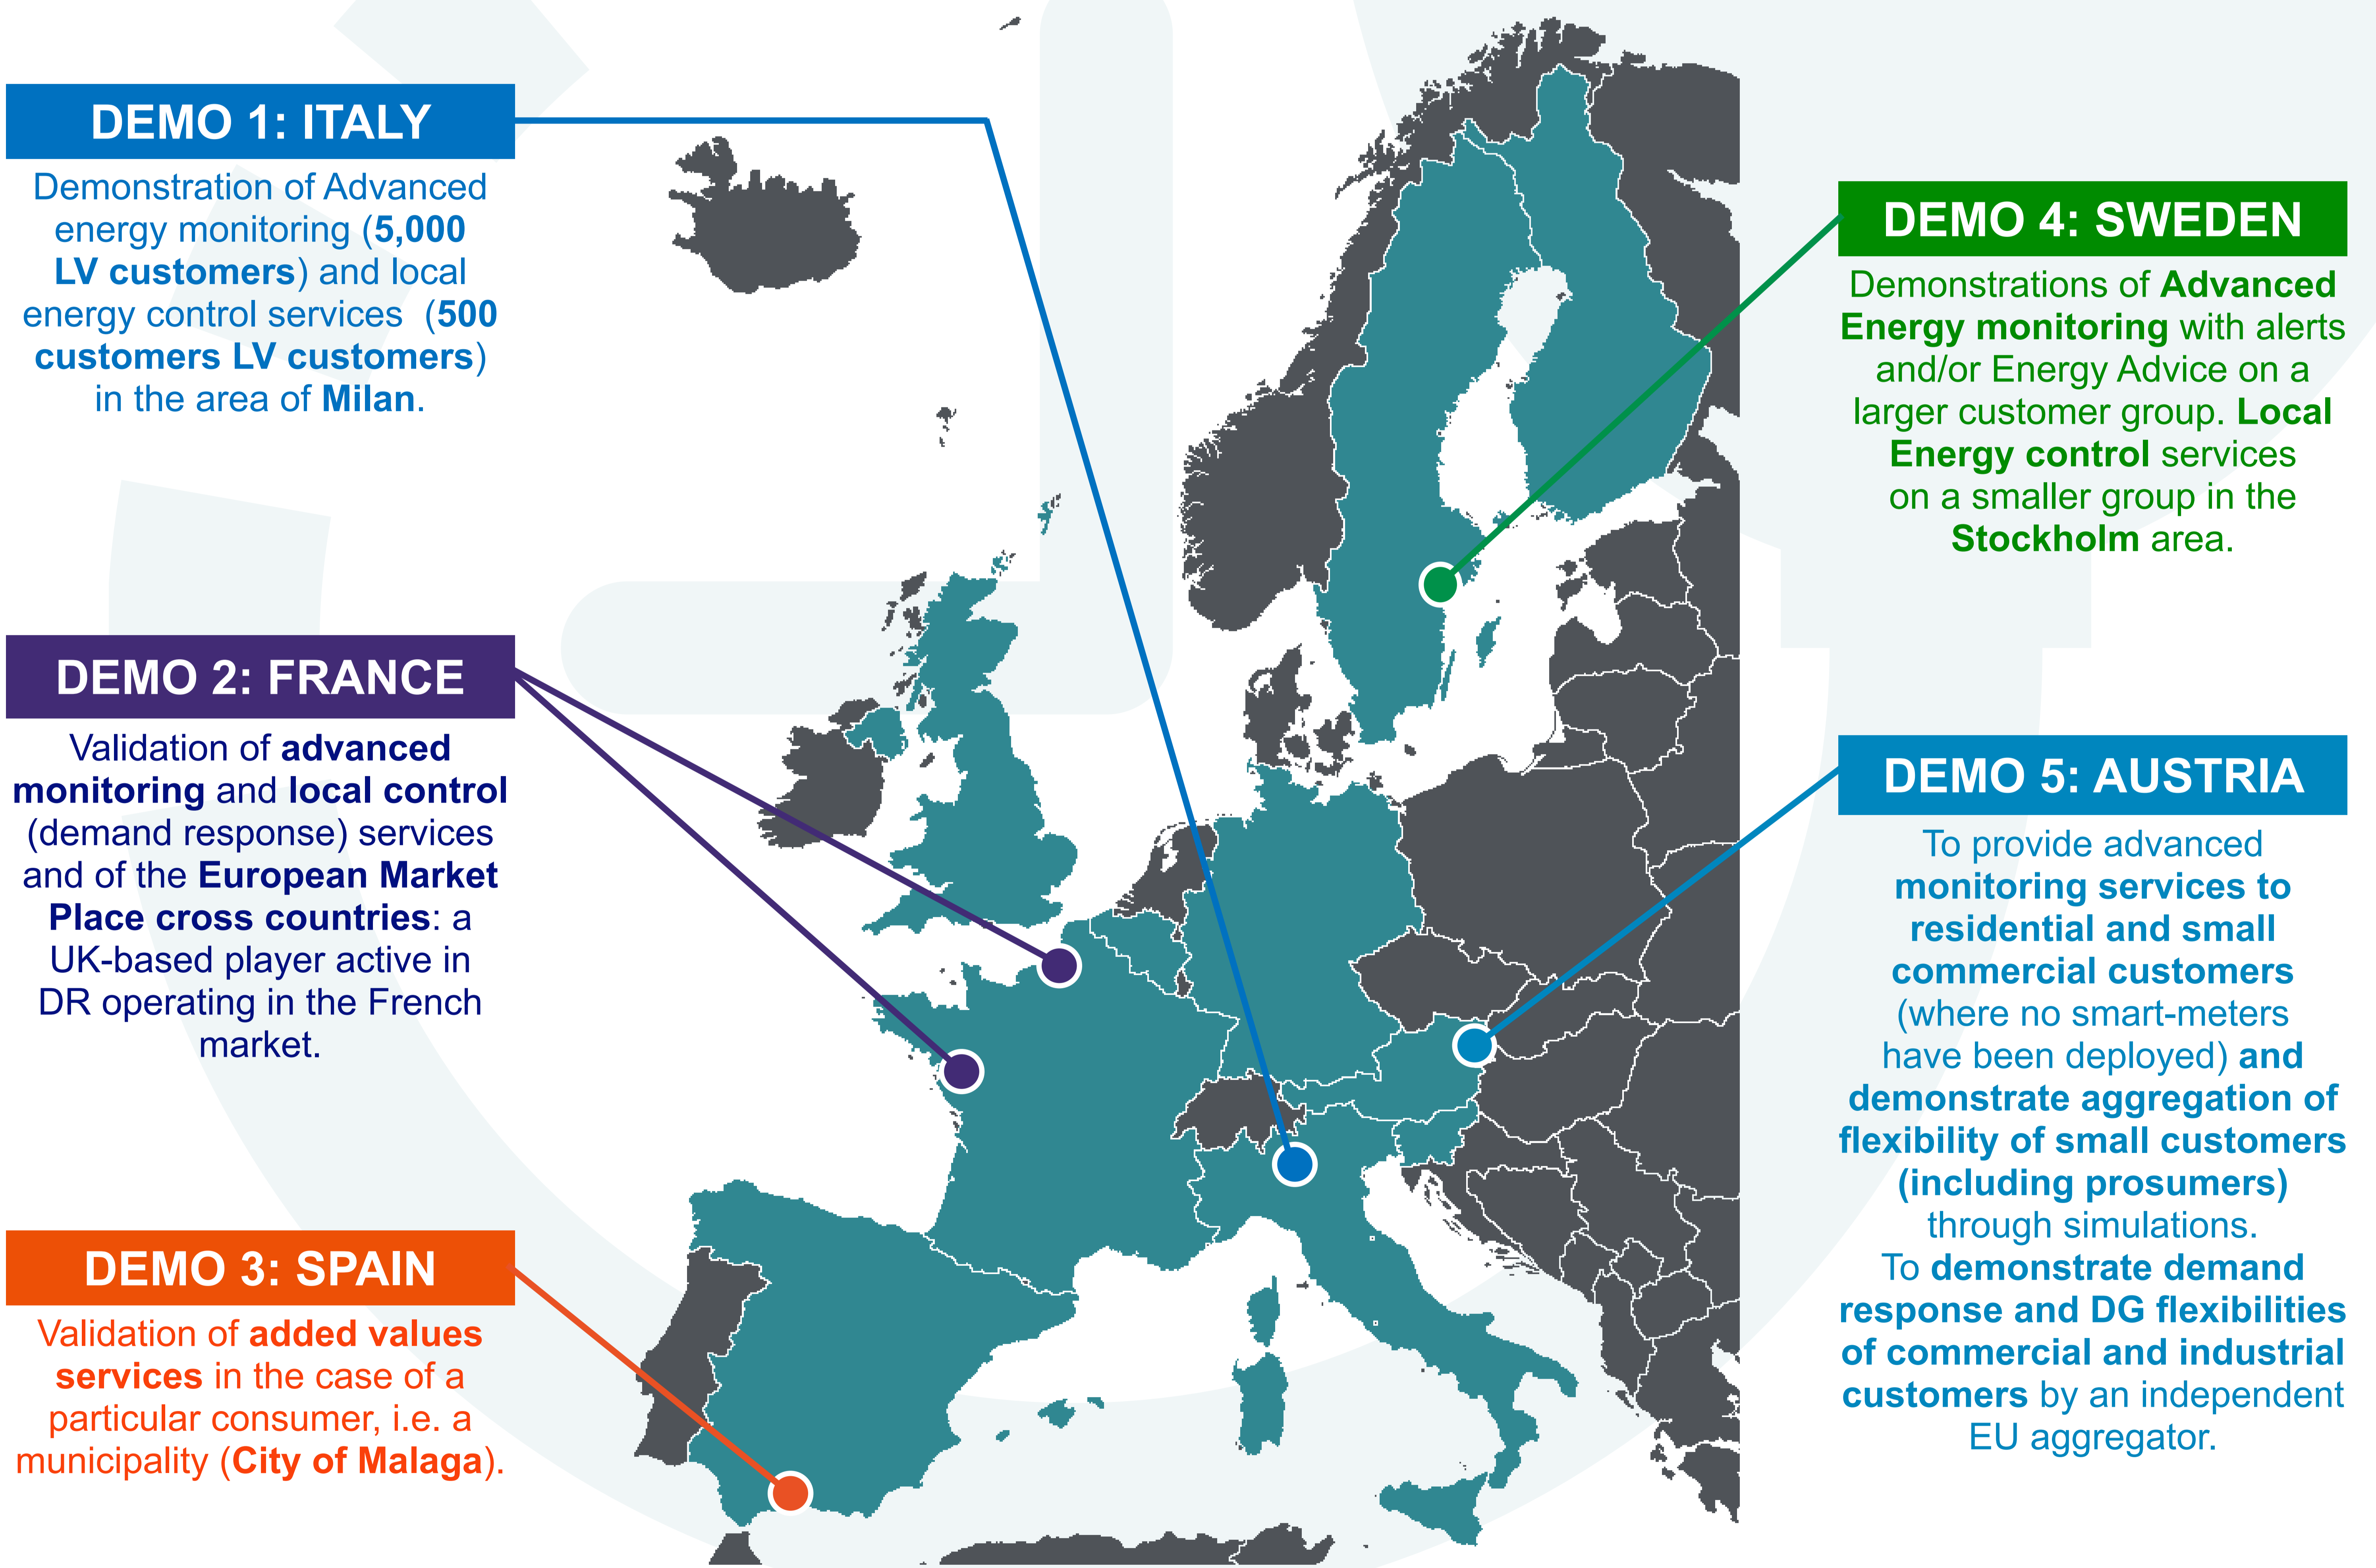 DEMO 1: ITALY
Demonstration of Advanced
energy monitoring (5,000
LV customers) and local
energy control services (500
customers LV customers)
in the area of Milan.
DEMO 2: FRANCE
Validation of advanced
monitoring and local control
(demand response) services
and of the European Market
Place cross countries: a
UK-based player active in
DR operating in the French
market.
DEMO 3: SPAIN
Validation of added values
services in the case of a
particular consumer, i.e. a
municipality (City of Malaga).
DEMO 4: SWEDEN
Demonstrations of Advanced
Energy monitoring with alerts
and/or Energy Advice on a
larger customer group. Local
Energy control services
on a smaller group in the
Stockholm area.
DEMO 5: AUSTRIA
To provide advanced
monitoring services to
residential and small
commercial customers
(where no smart-meters
have been deployed) and
demonstrate aggregation of
flexibility of small customers
(including prosumers)
through simulations.
To demonstrate demand
response and DG flexibilities
of commercial and industrial
customers by an independent
EU aggregator.